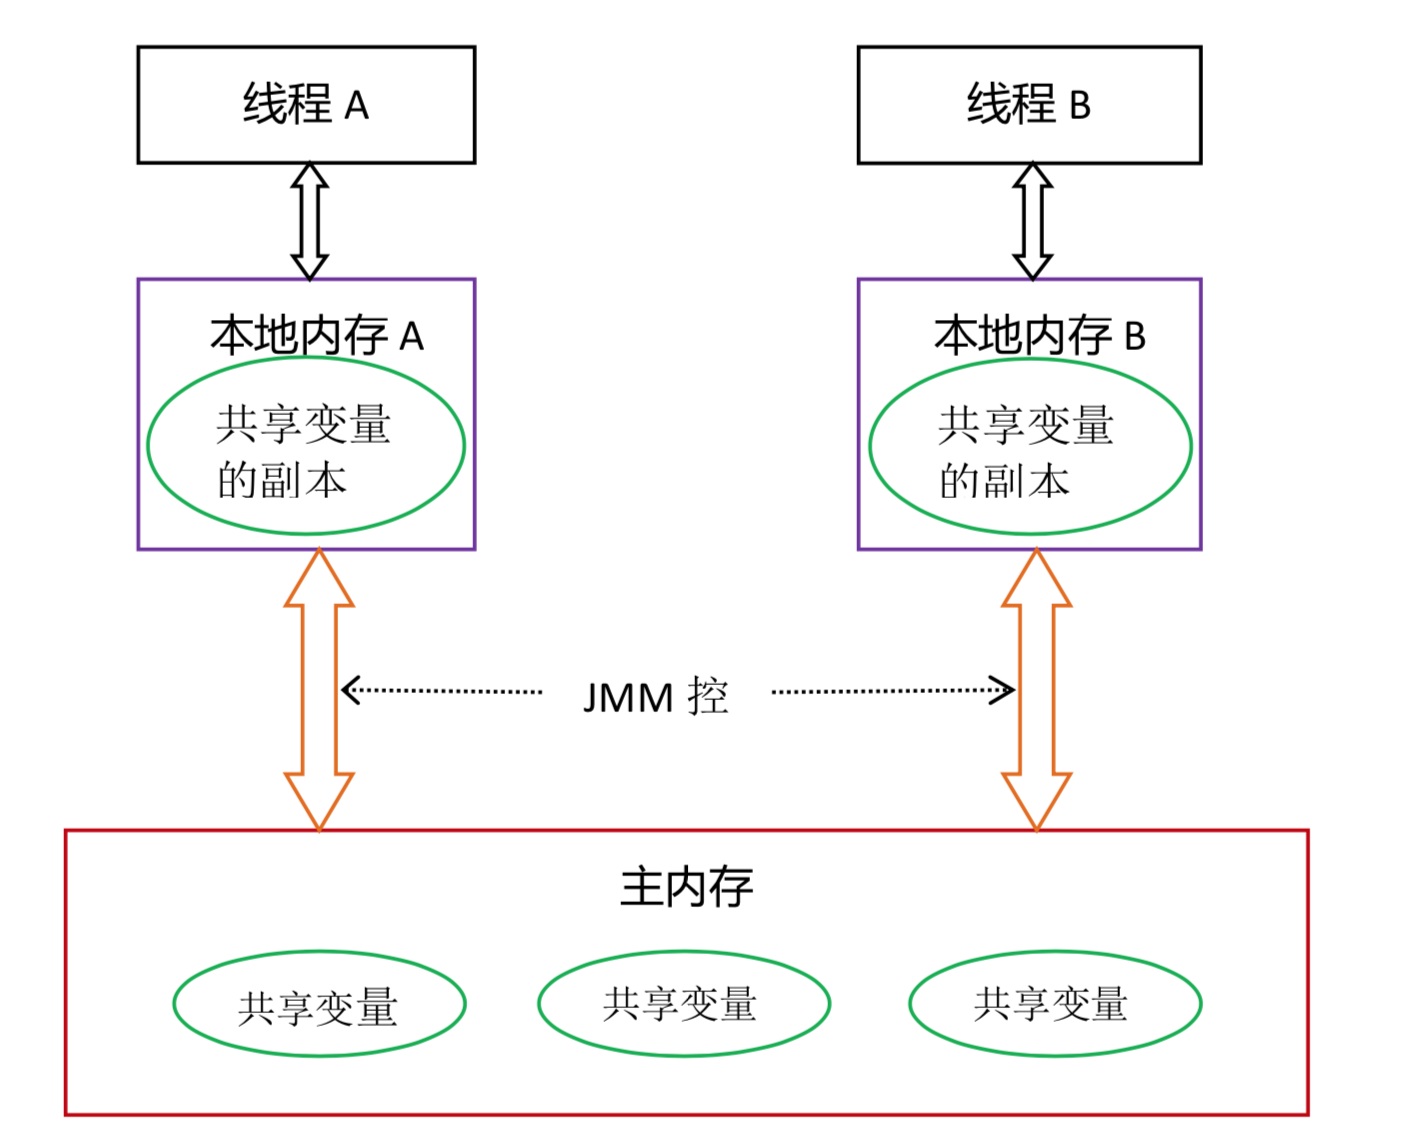 线程 A
线程 B
本地内存 A
共享变量
的副本
本地内存 B
共享变量
的副本
JMM 控
主内存
共享变量
共享变量
共享变量